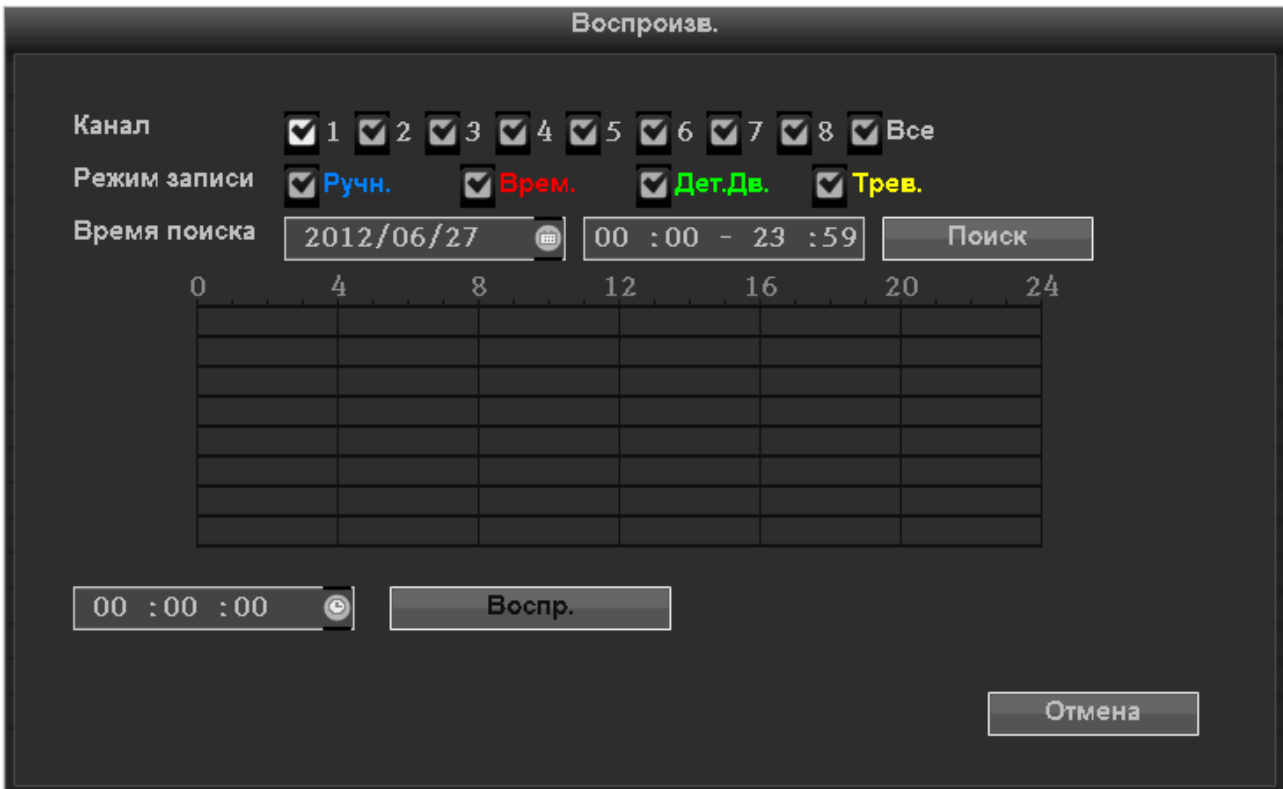 Воспроизв.
Канал 1 2 3 4 5 6 7 8 Все
Режим записи Ручн. Врем. Дет.Дв. Трев.
Время поиска 2012/06/27 00 :00 - 23 :59 Поиск
0 4 8 12 16 20 24
00 :00 :00 Воспр.
Отмена